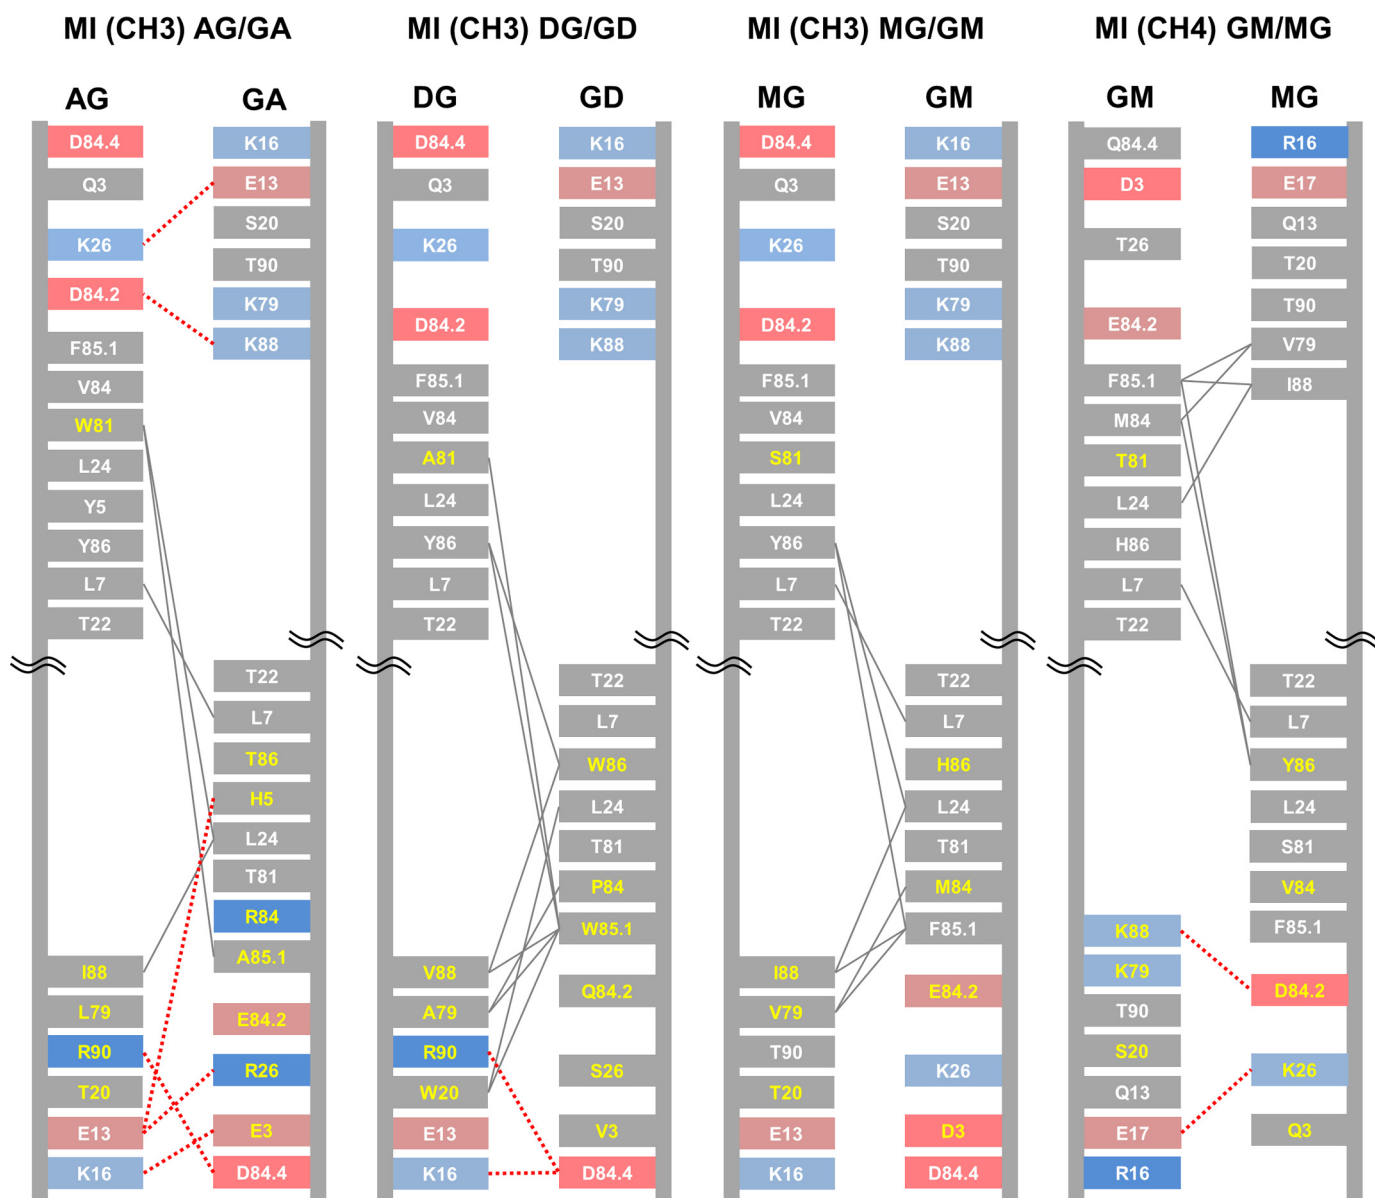 MI (CH3) AG/GA
MI (CH3) DG/GD
MI (CH3) MG/GM
MI (CH4) GM/MG
AG
GA
DG
GD
MG
GM
GM
MG
D84.4
Q3
K26
D84.2
F85.1
V84
W81
L24
Y5
Y86
L7
T22
I88
L79
R90
T20
E13
K16
K16
E13
S20
T90
K79
K88
T22
L7
T86
H5
L24
T81
R84
A85.1
E84.2
R26
E3
D84.4
D84.4
Q3
K26
D84.2
F85.1
V84
A81
L24
Y86
L7
T22
V88
A79
R90
W20
E13
K16
K16
E13
S20
T90
K79
K88
T22
L7
W86
L24
T81
P84
W85.1
Q84.2
S26
V3
D84.4
D84.4
Q3
K26
D84.2
F85.1
V84
S81
L24
Y86
L7
T22
I88
V79
T90
T20
E13
K16
K16
E13
S20
T90
K79
K88
T22
L7
H86
L24
T81
M84
F85.1
E84.2
K26
D3
D84.4
Q84.4
D3
T26
E84.2
F85.1
M84
T81
L24
H86
L7
T22
K88
K79
T90
S20
Q13
E17
R16
R16
E17
Q13
T20
T90
V79
I88
T22
L7
Y86
L24
S81
V84
F85.1
D84.2
K26
Q3